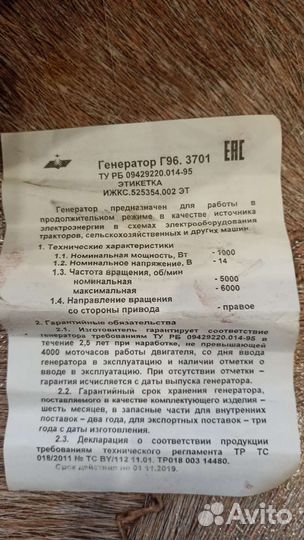 Генератор Г96. 3701
EAC
ТУ РБ 09429220.014-95
ЭТИКЕТКА
ИЖКС.525354.002 ЭТ
Генератор предназначен для работы в
продолжительном режиме в качестве источника
электроэнергии в схемах электрооборудования
тракторов, сельскохозяйственных и других машин.
1. Технические характеристики
1.1. Номинальная мощность, Вт - 1000
1.2. Номинальное напряжение, В - 14
1.3. Частота вращения, об/мин
номинальная - 5000
максимальная - 6000
1.4. Направление вращения
со стороны привода - правое
2. Гарантийные обязательства
2.1. Изготовитель гарантирует соответствие
генератора требованиям ТУ РБ 09429220.014-95 в
течение 2,5 лет при наработке, не превышающей
4000 моточасов работы двигателя, со дня ввода
генератора в эксплуатацию и наличии отметки о
вводе в эксплуатацию. При отсутствии отметки –
гарантия исчисляется с даты выпуска генератора.
2.2. Гарантийный срок хранения генератора,
поставляемого в качестве комплектующего изделия –
шесть месяцев, в запасные части для внутренних
поставок – два года, для экспортных поставок – три
года с даты изготовления.
2.3. Декларация о соответствии продукции
требованиям технического регламента ТР ТС
018/2011 № ТС BY/112 11.01. ТР018 003 14480.
Срок действия по 01.11.2019.
Avito